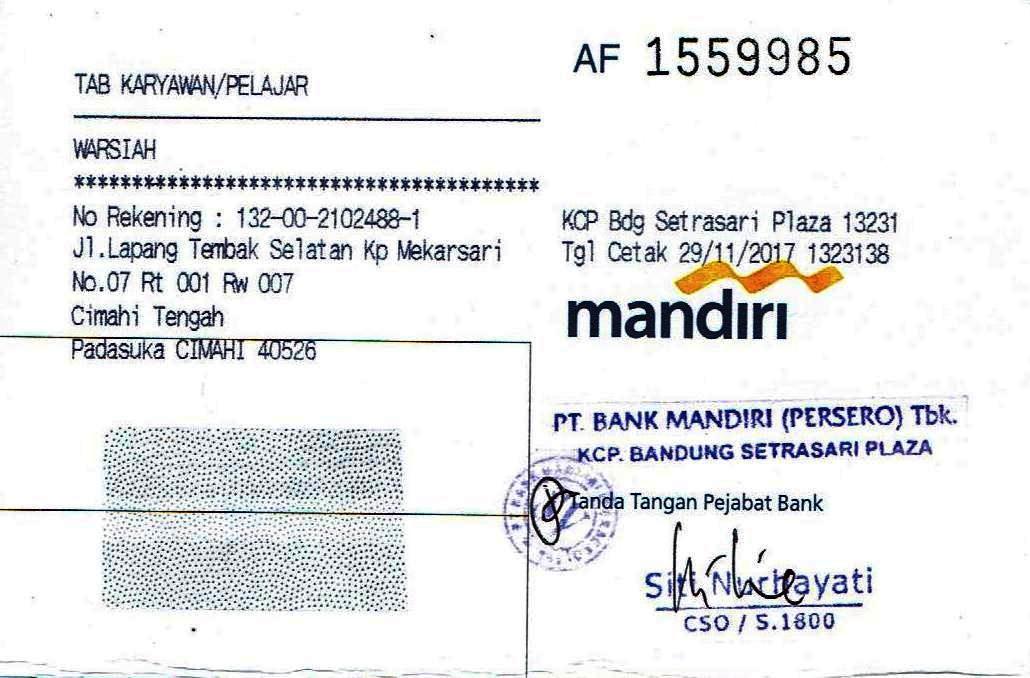 AF 1559985
TAB KARYAWAN/PELAJAR
WARSIAH
****************************************
No Rekening : 132-00-2102488-1
Jl.Lapang Tembak Selatan Kp Mekarsari
No.07 Rt 001 Rw 007
Cimahi Tengah
Padasuka CIMAHI 40526
KCP Bdg Setrasari Plaza 13231
Tgl Cetak 29/11/2017 1323138
mandiri
PT. BANK MANDIRI (PERSERO) Tbk.
KCP. BANDUNG SETRASARI PLAZA
Tanda Tangan Pejabat Bank
Siti Nurhayati
CSO / S.1800